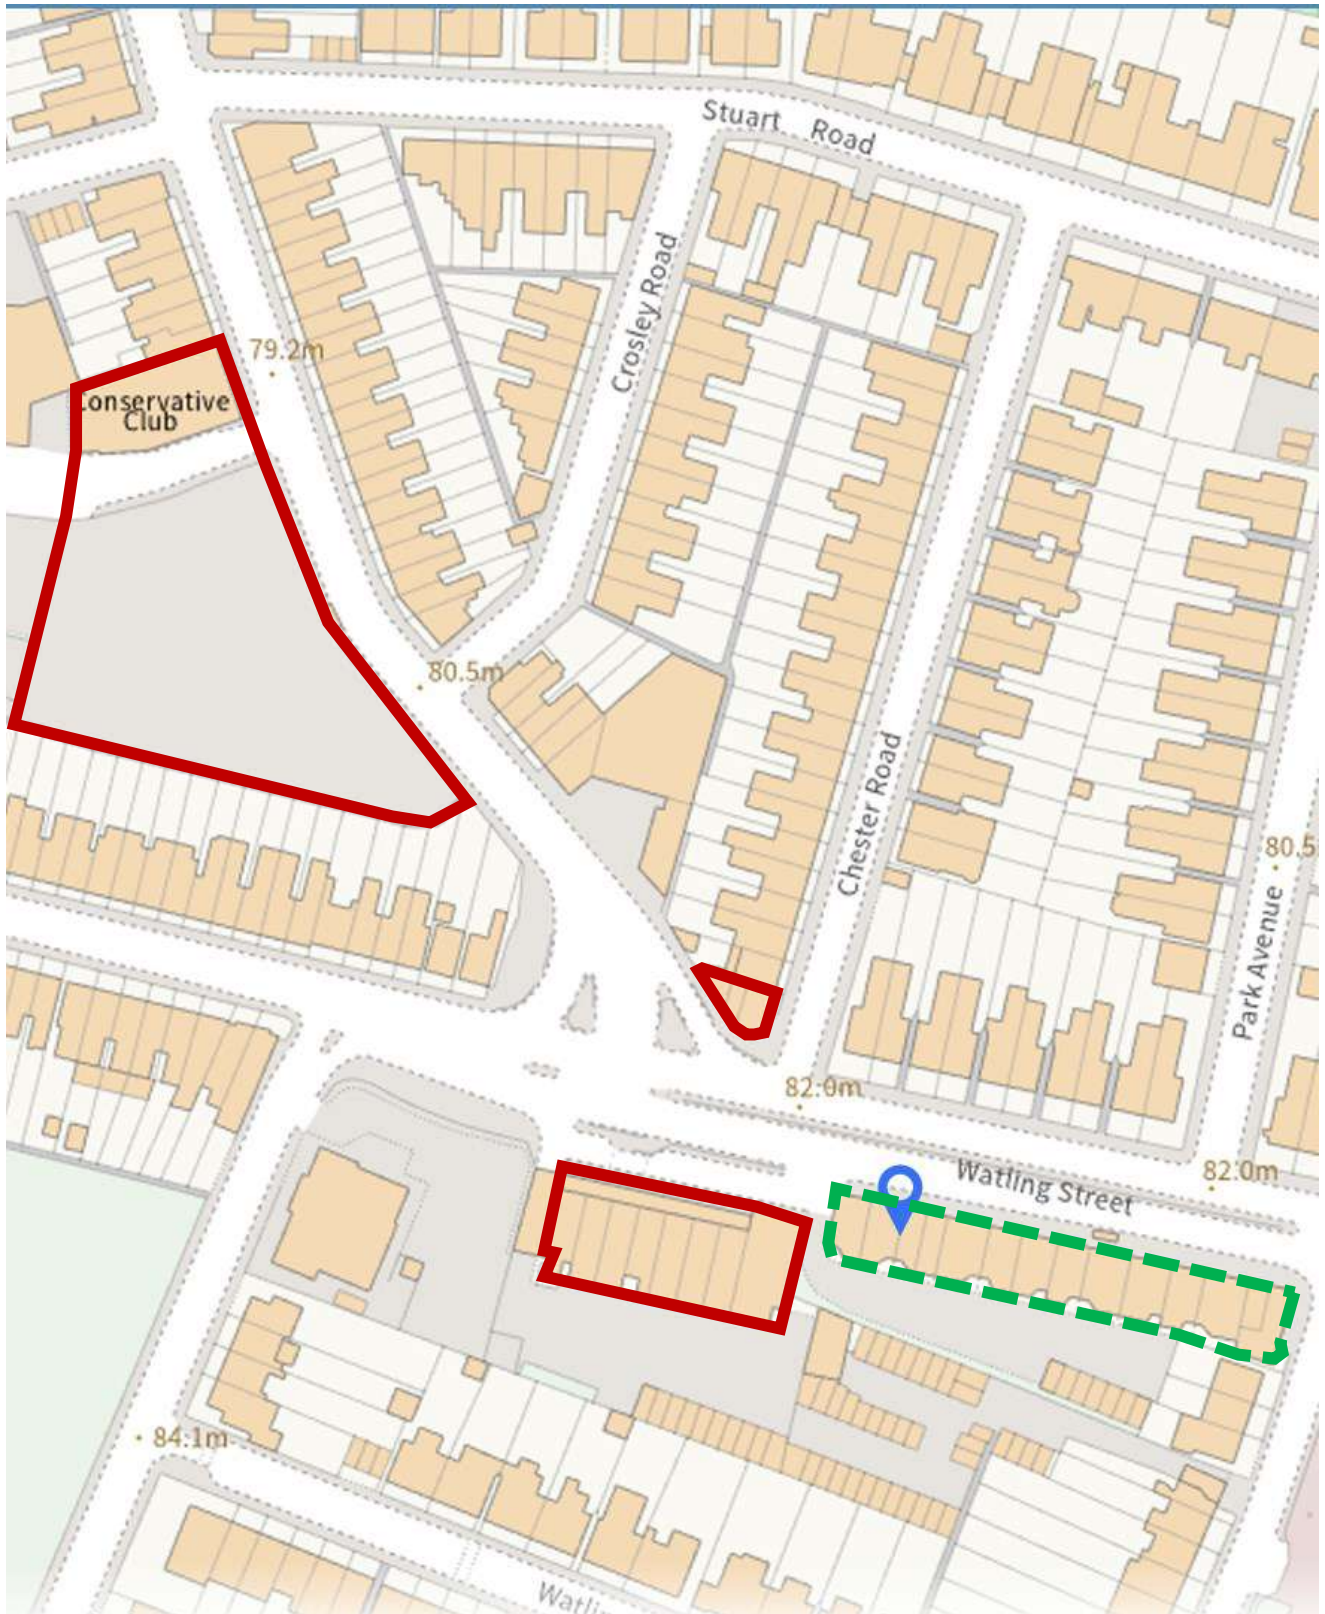 Stuart Road
Crosley Road
79.2m
Conservative
Club
80.5m
Chester Road
80.5
Park Avenue
82.0m
Watling Street
82.0m
84.1m
Watlin